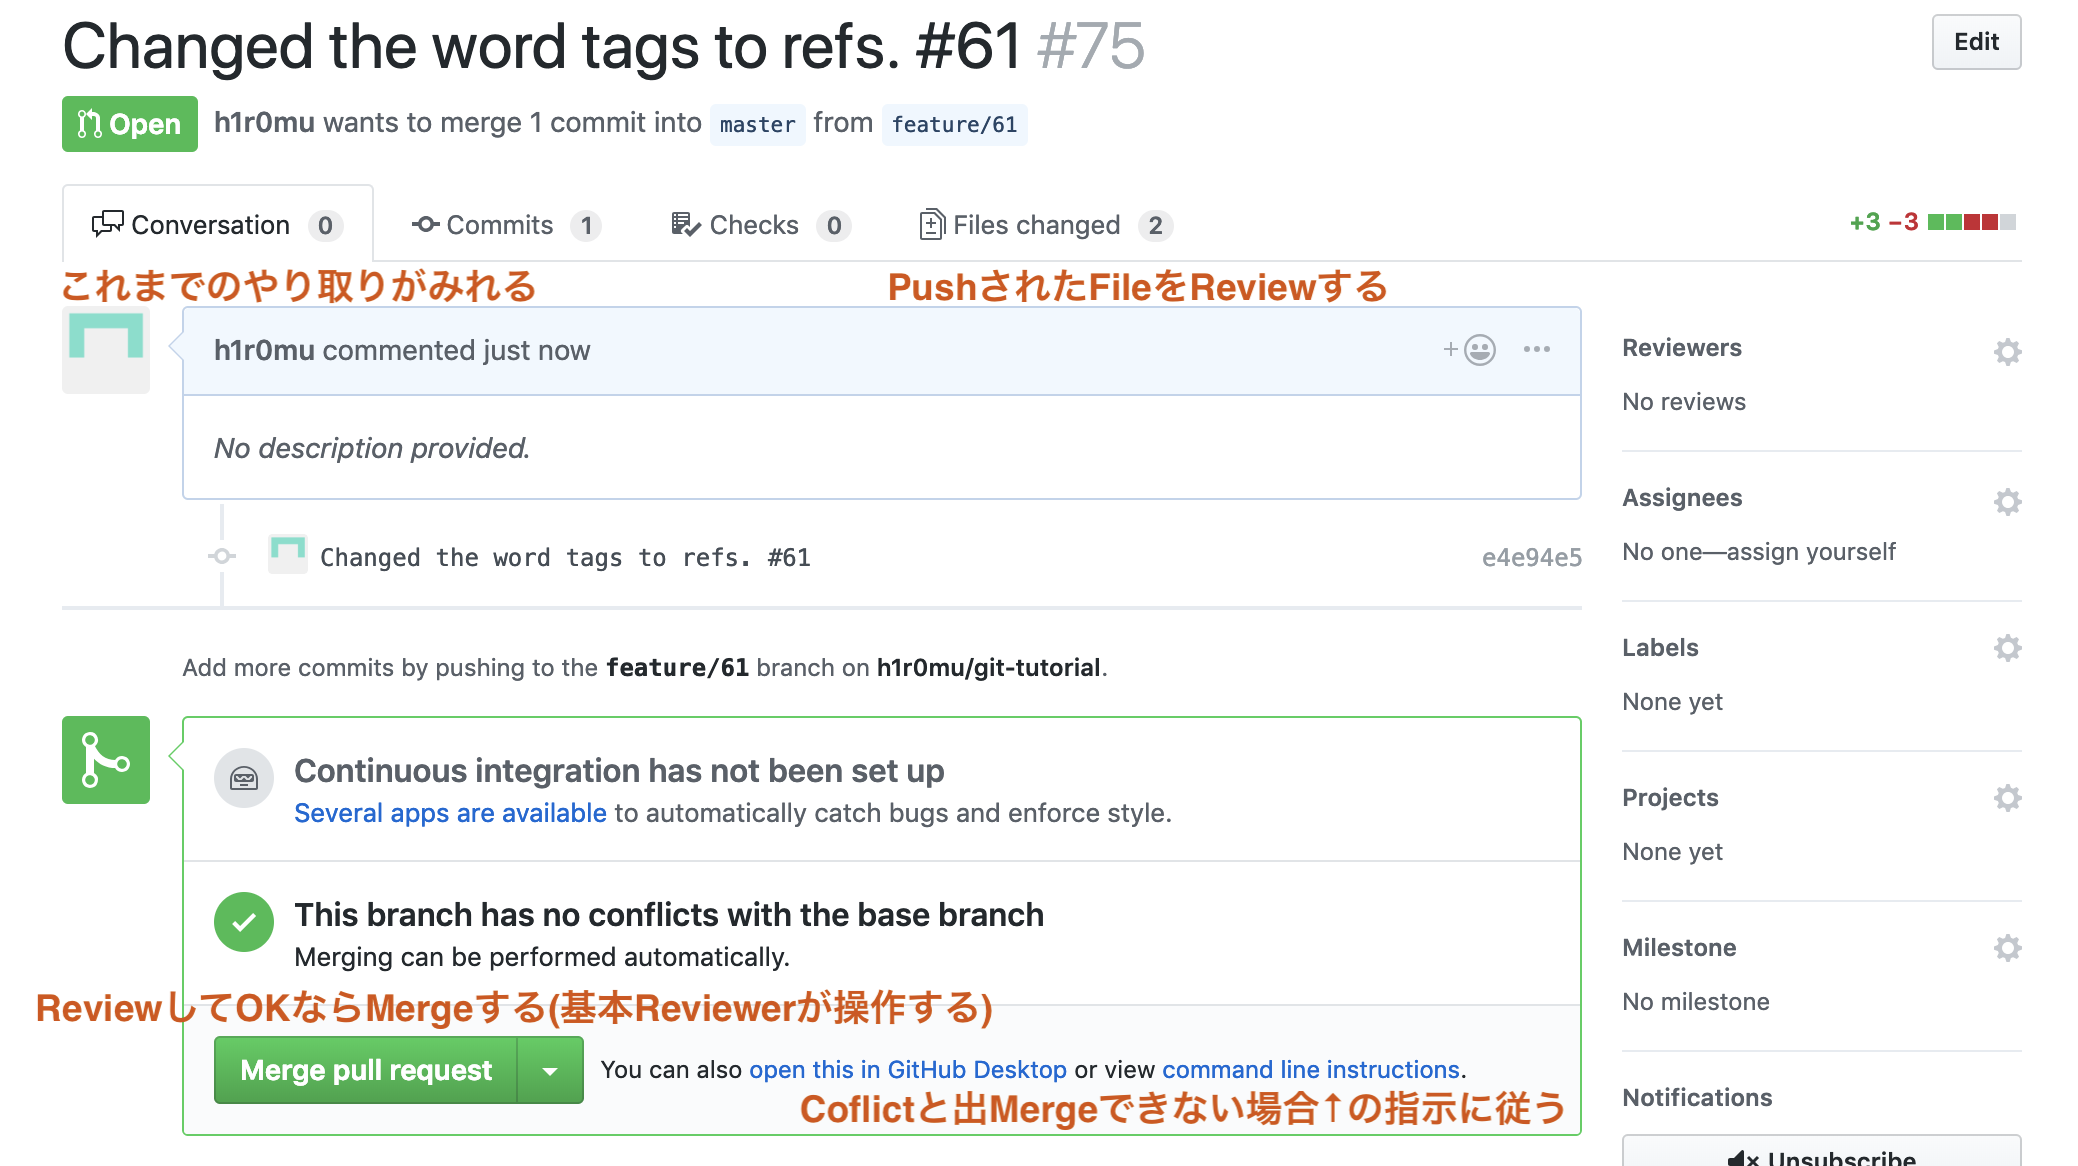 Changed the word tags to refs. #61 #75
Edit
Open h1r0mu wants to merge 1 commit into master from feature/61
Conversation 0 Commits 1 Checks 0 Files changed 2 +3 −3
これまでのやり取りがみれる PushされたFileをReviewする
h1r0mu commented just now
No description provided.
Changed the word tags to refs. #61 e4e94e5
Add more commits by pushing to the feature/61 branch on h1r0mu/git-tutorial.
Continuous integration has not been set up
Several apps are available to automatically catch bugs and enforce style.
This branch has no conflicts with the base branch
Merging can be performed automatically.
ReviewしてOKならMergeする(基本Reviewerが操作する)
Merge pull request You can also open this in GitHub Desktop or view command line instructions.
Coflictと出Mergeできない場合↑の指示に従う
Reviewers
No reviews
Assignees
No one—assign yourself
Labels
None yet
Projects
None yet
Milestone
No milestone
Notifications
Unsubscribe